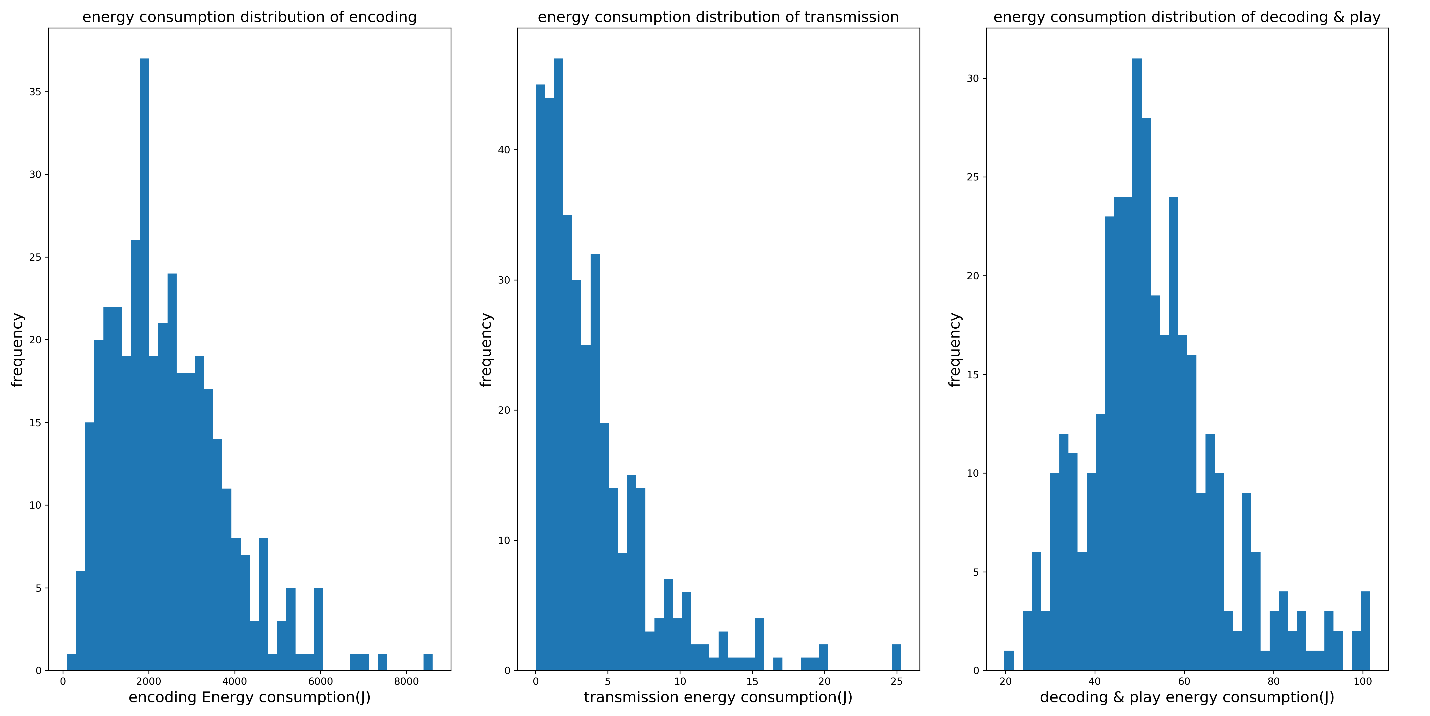 energy consumption distribution of encoding
35
30
25
20
15
10
5
0
frequency
0 2000 4000 6000 8000
encoding Energy consumption(J)
energy consumption distribution of transmission
40
30
20
10
0
frequency
0 5 10 15 20 25
transmission energy consumption(J)
energy consumption distribution of decoding & play
30
25
20
15
10
5
0
frequency
20 40 60 80 100
decoding & play energy consumption(J)